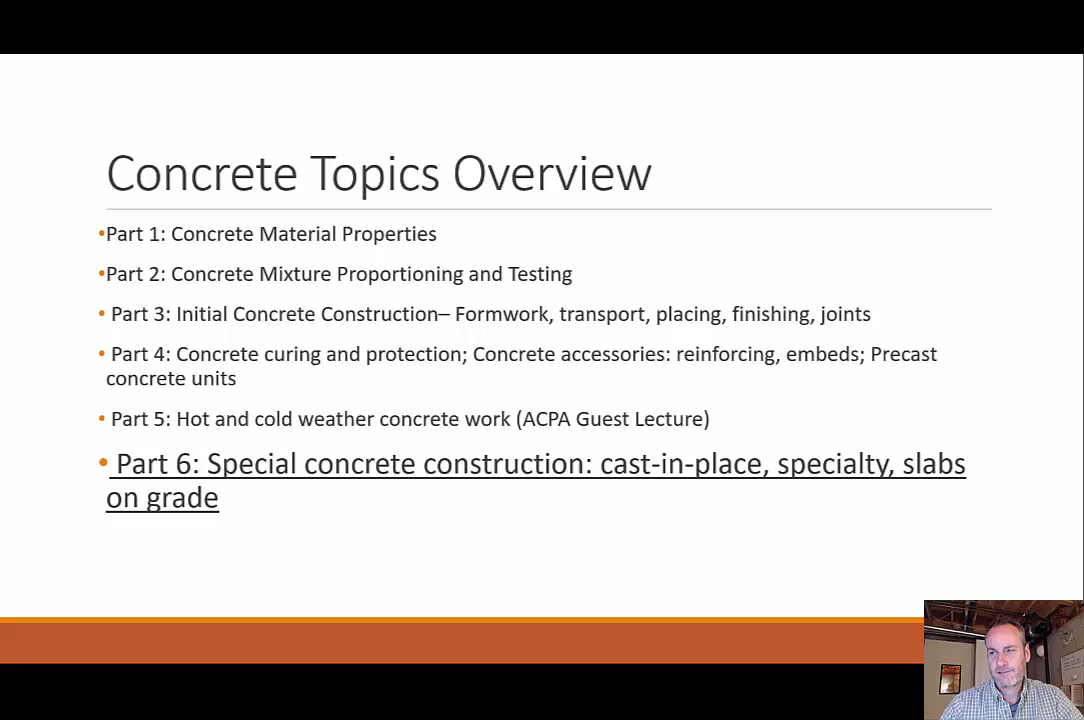 Concrete Topics Overview
•Part 1: Concrete Material Properties
•Part 2: Concrete Mixture Proportioning and Testing
• Part 3: Initial Concrete Construction– Formwork, transport, placing, finishing, joints
• Part 4: Concrete curing and protection; Concrete accessories: reinforcing, embeds; Precast
concrete units
• Part 5: Hot and cold weather concrete work (ACPA Guest Lecture)
• Part 6: Special concrete construction: cast-in-place, specialty, slabs
on grade